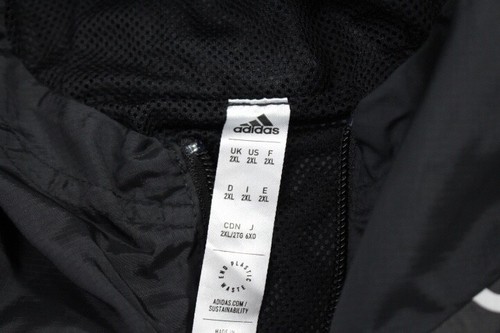 adidas
UK US F
2XL 2XL 2XL
D I E
2XL 2XL 2XL
CDN J
2XL/2TG 6XO
END PLASTIC WASTE
ADIDAS.COM/
SUSTAINABILITY
MADE IN